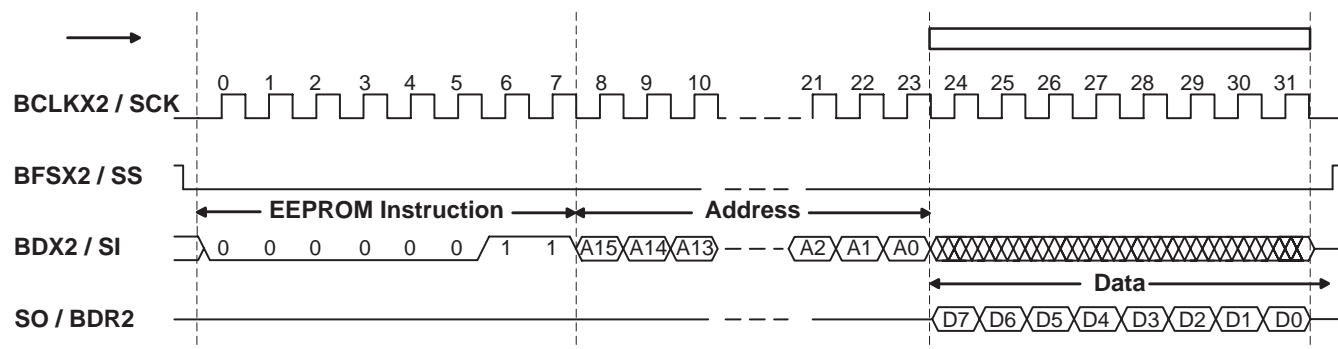 0 1 2 3 4 5 6 7 8 9 10 21 22 23 24 25 26 27 28 29 30 31
BCLKX2 / SCK
BFSX2 / SS
EEPROM Instruction Address
BDX2 / SI 0 0 0 0 0 0 1 1 A15 A14 A13 A2 A1 A0
Data
SO / BDR2 D7 D6 D5 D4 D3 D2 D1 D0